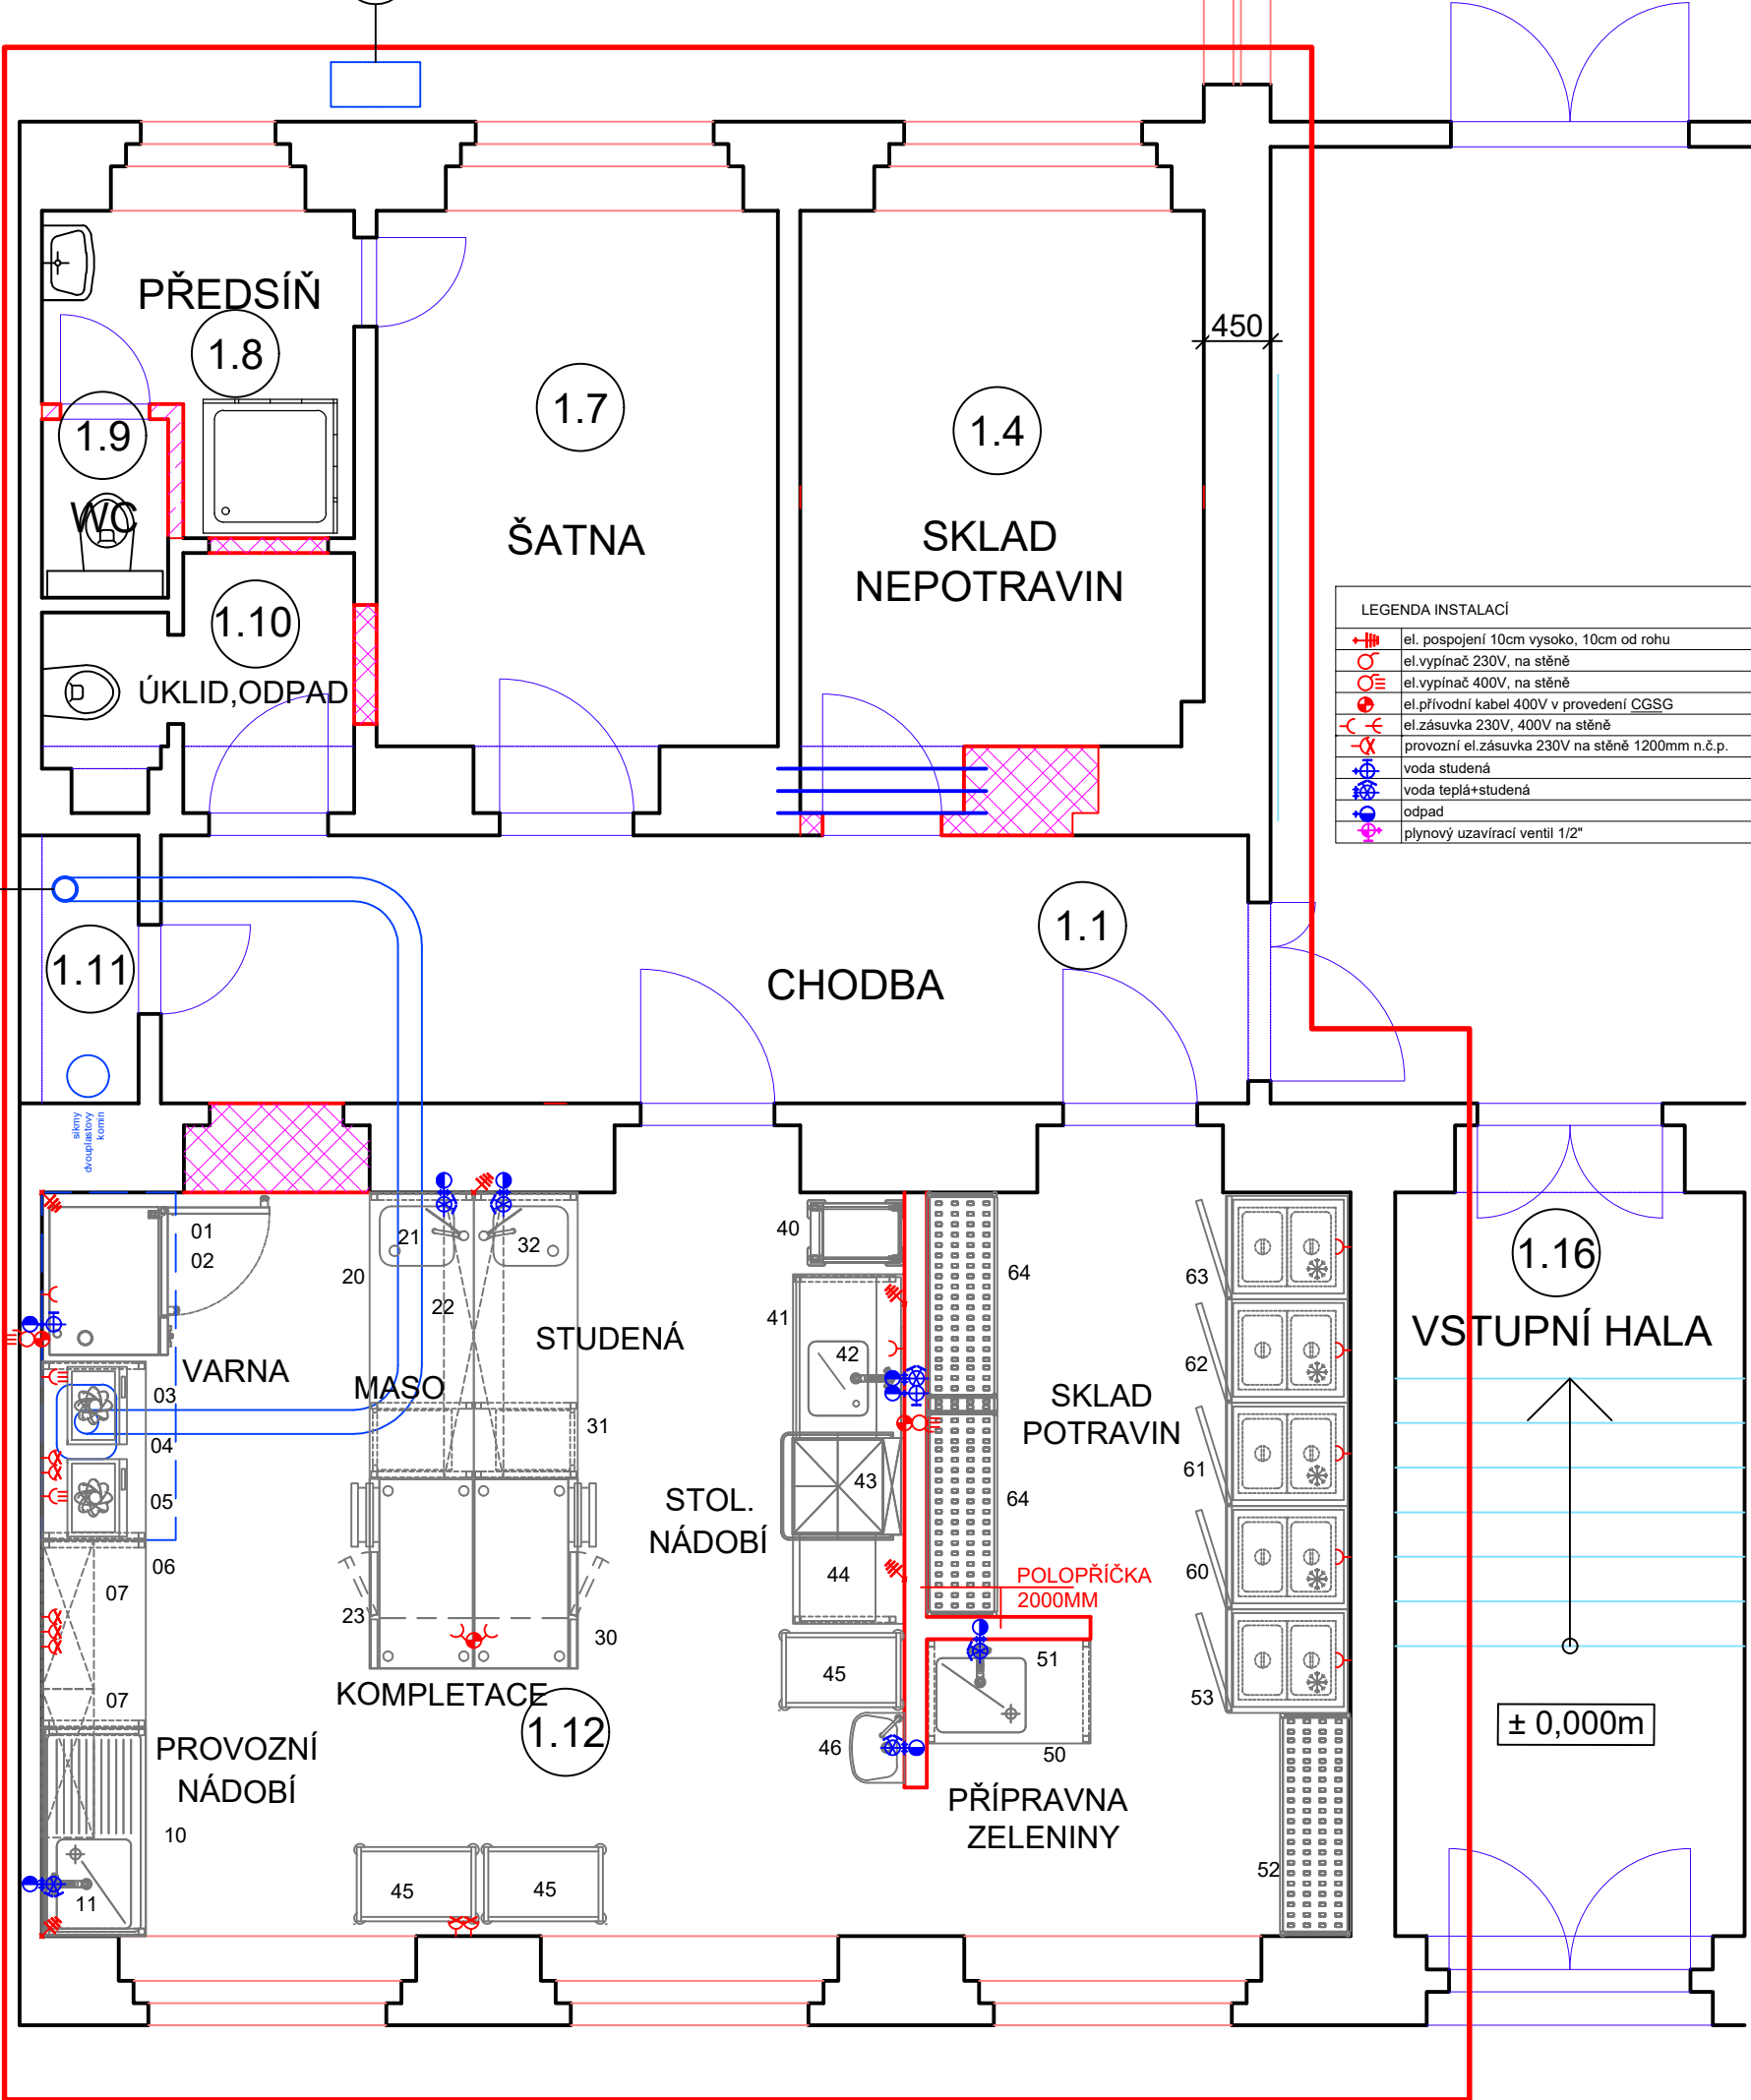 PŘEDSÍŇ
1.8
1.9
WC
1.7
ŠATNA
1.4
SKLAD
NEPOTRAVIN
450
1.10
ÚKLID,ODPAD
LEGENDA INSTALACÍ
el. pospojení 10cm vysoko, 10cm od rohu
el.vypínač 230V, na stěně
el.vypínač 400V, na stěně
el.přívodní kabel 400V v provedení CGSG
el.zásuvka 230V, 400V na stěně
provozní el.zásuvka 230V na stěně 1200mm n.č.p.
voda studená
voda teplá+studená
odpad
plynový uzavírací ventil 1/2"
1.11
1.1
CHODBA
sikmy
dvouplastovy
komin
01
02
20
21
22
32
STUDENÁ
VARNA
MASO
03
04
05
06
07
07
31
23
30
KOMPLETACE
1.12
PROVOZNÍ
NÁDOBÍ
10
11
45
45
STOL.
NÁDOBÍ
40
41
42
43
44
45
46
64
64
SKLAD
POTRAVIN
POLOPŘÍČKA
2000MM
51
50
PŘÍPRAVNA
ZELENINY
63
62
61
60
53
52
1.16
VSTUPNÍ HALA
± 0,000m